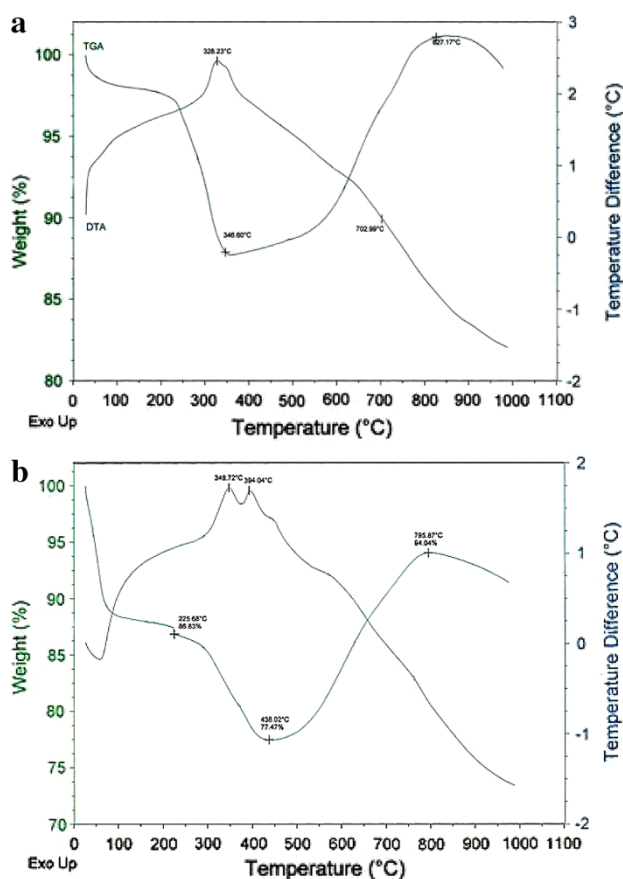 a
TGA
328.23°C
827.17°C
346.60°C
702.99°C
DTA
100
95
90
85
80
3
2
1
0
-1
-2
Weight (%)
Temperature Difference (°C)
0 100 200 300 400 500 600 700 800 900 1000 1100
Exo Up
Temperature (°C)
b
348.72°C
394.04°C
795.87°C
94.04%
225.68°C
86.83%
438.02°C
77.47%
100
95
90
85
80
75
70
2
1
0
-1
-2
Weight (%)
Temperature Difference (°C)
0 100 200 300 400 500 600 700 800 900 1000 1100
Exo Up
Temperature (°C)